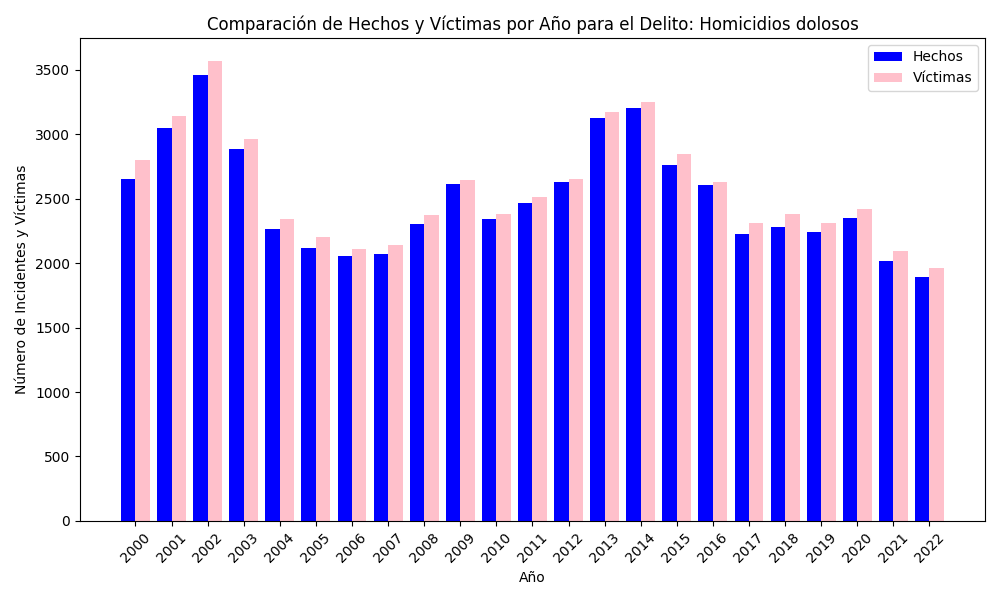 Comparación de Hechos y Víctimas por Año para el Delito: Homicidios dolosos
Hechos
Víctimas
Número de Incidentes y Víctimas
3500
3000
2500
2000
1500
1000
500
0
2000 2001 2002 2003 2004 2005 2006 2007 2008 2009 2010 2011 2012 2013 2014 2015 2016 2017 2018 2019 2020 2021 2022
Año